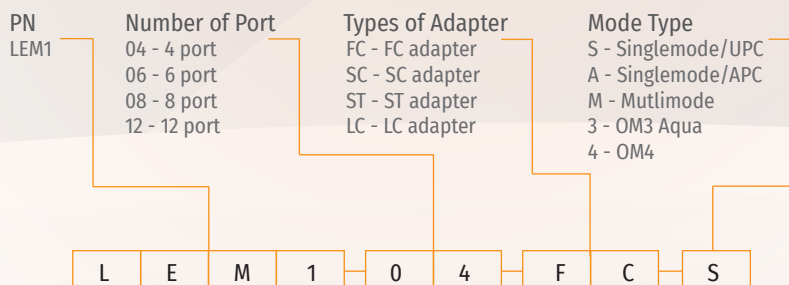 PN
LEM1
Number of Port
04 - 4 port
06 - 6 port
08 - 8 port
12 - 12 port
Types of Adapter
FC - FC adapter
SC - SC adapter
ST - ST adapter
LC - LC adapter
Mode Type
S - Singlemode/UPC
A - Singlemode/APC
M - Mutlimode
3 - OM3 Aqua
4 - OM4
L E M 1 0 4 F C S